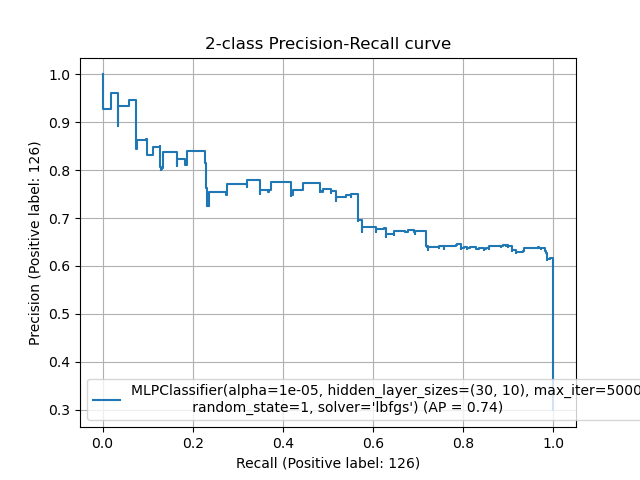 2-class Precision-Recall curve
1.0
0.9
0.8
0.7
0.6
0.5
0.4
0.3
Precision (Positive label: 126)
MLPClassifier(alpha=1e-05, hidden_layer_sizes=(30, 10), max_iter=5000
random_state=1, solver='lbfgs') (AP = 0.74)
0.0 0.2 0.4 0.6 0.8 1.0
Recall (Positive label: 126)